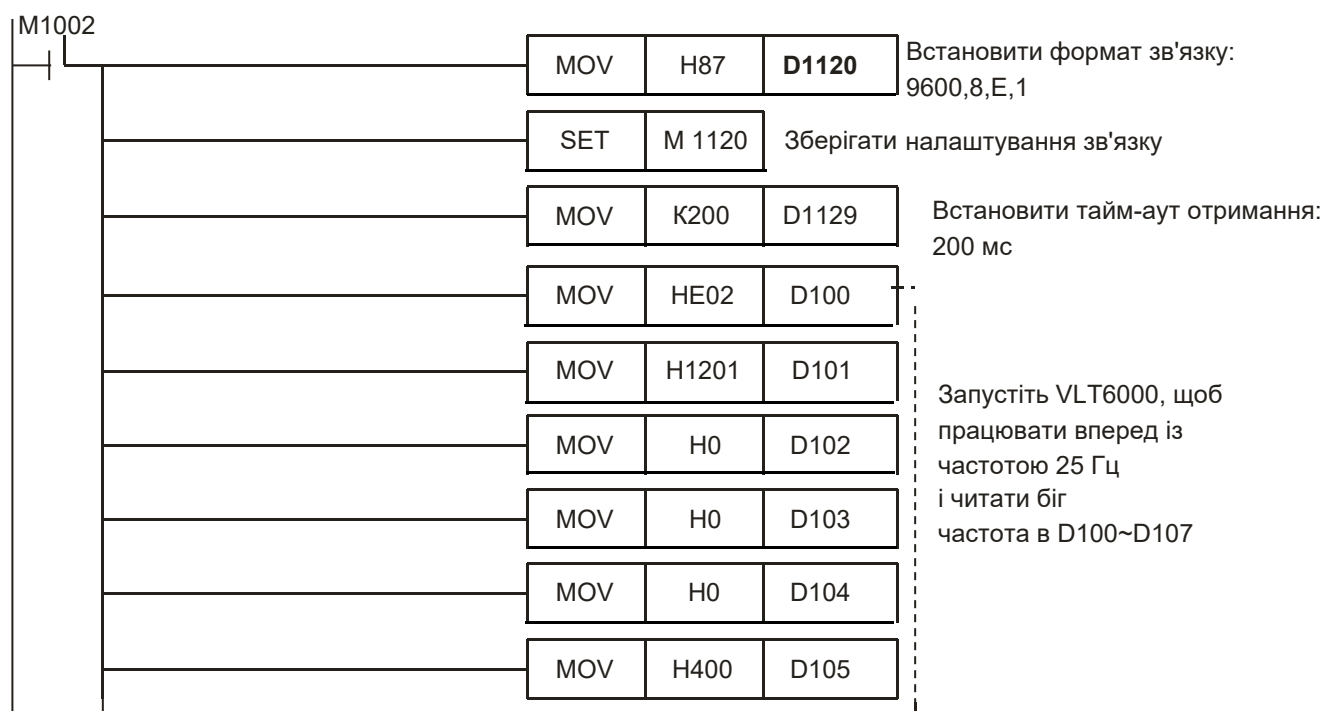 M1002
MOV H87 D1120
Встановити формат зв'язку:
9600,8,E,1
SET M 1120 Зберігати налаштування зв'язку
MOV K200 D1129
Встановити тайм-аут отримання:
200 мс
MOV HE02 D100
MOV H1201 D101
MOV H0 D102
MOV H0 D103
MOV H0 D104
MOV H400 D105
Запустіть VLT6000, щоб
працювати вперед із
частотою 25 Гц
і читати біг
частота в D100~D107